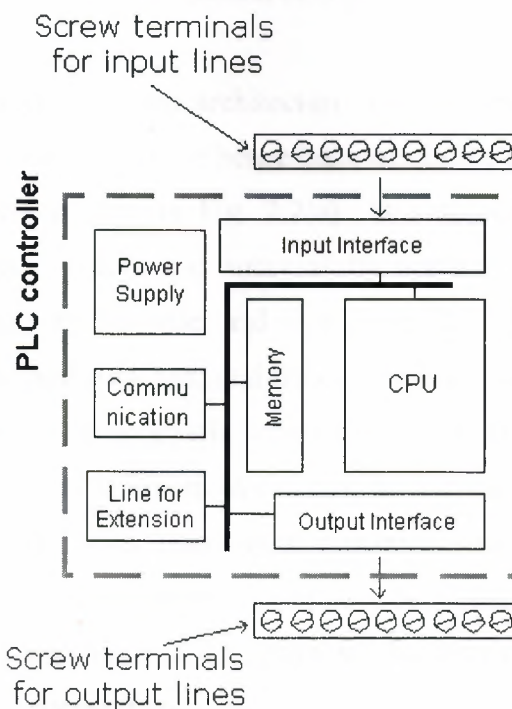 Screw terminals
for input lines
PLC controller
Input Interface
Power
Supply
Memory
CPU
Commu
nication
Line for
Extension
Output Interface
Screw terminals
for output lines